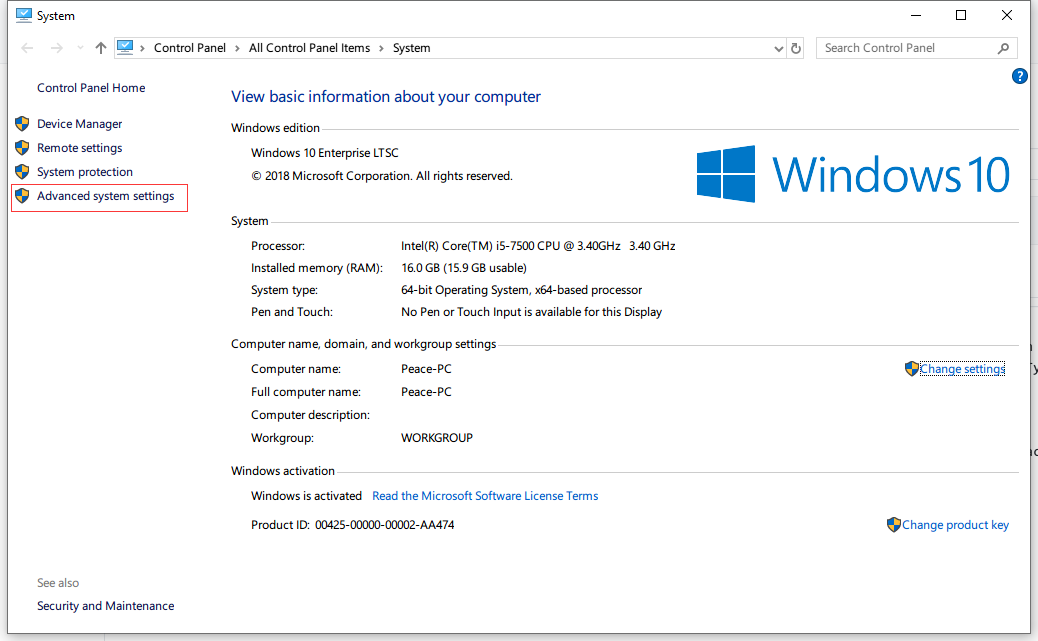 System
Control Panel > All Control Panel Items > System
Search Control Panel
?
Control Panel Home
Device Manager
Remote settings
System protection
Advanced system settings
View basic information about your computer
Windows edition
Windows 10 Enterprise LTSC
© 2018 Microsoft Corporation. All rights reserved.
Windows 10
System
Processor: Intel(R) Core(TM) i5-7500 CPU @ 3.40GHz 3.40 GHz
Installed memory (RAM): 16.0 GB (15.9 GB usable)
System type: 64-bit Operating System, x64-based processor
Pen and Touch: No Pen or Touch Input is available for this Display
Computer name, domain, and workgroup settings
Computer name: Peace-PC
Change settings
Full computer name: Peace-PC
Computer description:
Workgroup: WORKGROUP
Windows activation
Windows is activated Read the Microsoft Software License Terms
Product ID: 00425-00000-00002-AA474
Change product key
See also
Security and Maintenance